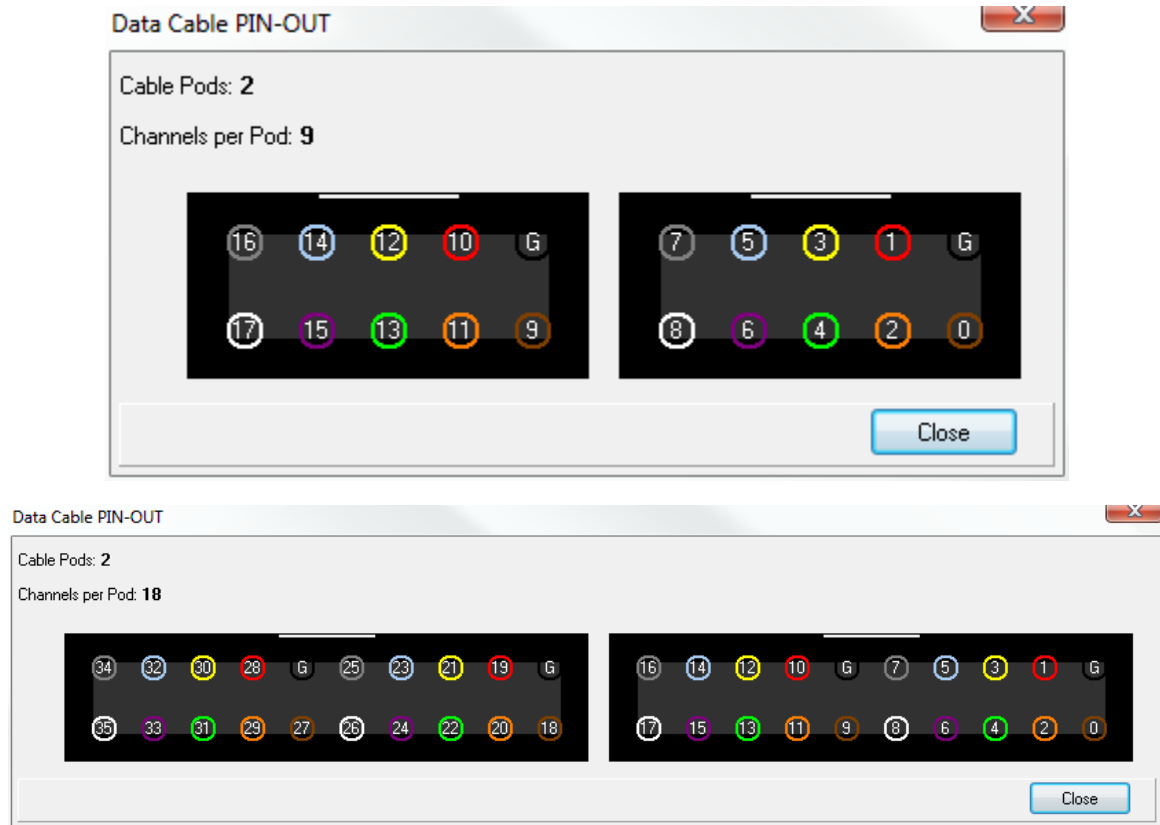 Data Cable PIN-OUT
X
Cable Pods: 2
Channels per Pod: 9
16 14 12 10 G 7 5 3 1 G
17 15 13 11 9 8 6 4 2 0
Close
Data Cable PIN-OUT
X
Cable Pods: 2
Channels per Pod: 18
34 32 30 28 G 25 23 21 19 G 16 14 12 10 G 7 5 3 1 G
35 33 31 29 27 26 24 22 20 18 17 15 13 11 9 8 6 4 2 0
Close